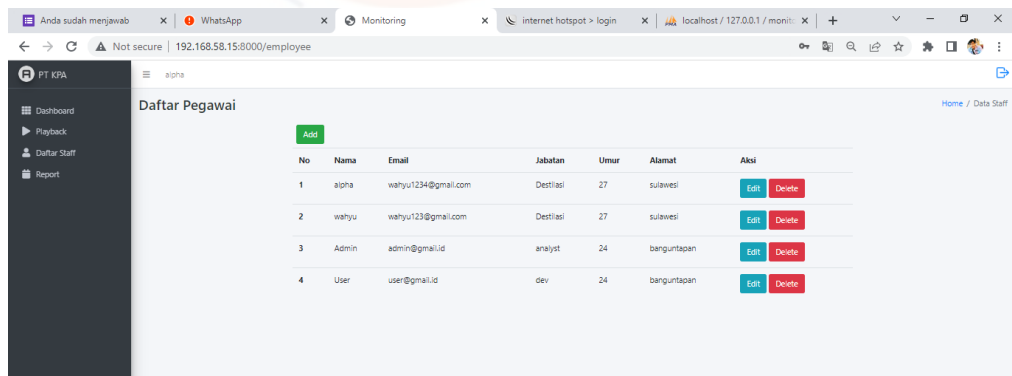 Anda sudah menjawab
WhatsApp
Monitoring
internet hotspot > login
localhost / 127.0.0.1 / monito
Not secure | 192.168.58.15:8000/employee
PT KPA
alpha
Dashboard
Playback
Daftar Staff
Report
Daftar Pegawai
Home / Data Staff
Add
No Nama Email Jabatan Umur Alamat Aksi
1 alpha wahyu1234@gmail.com Destilasi 27 sulawesi Edit Delete
2 wahyu wahyu123@gmail.com Destilasi 27 sulawesi Edit Delete
3 Admin admin@gmail.id analyst 24 banguntapan Edit Delete
4 User user@gmail.id dev 24 banguntapan Edit Delete